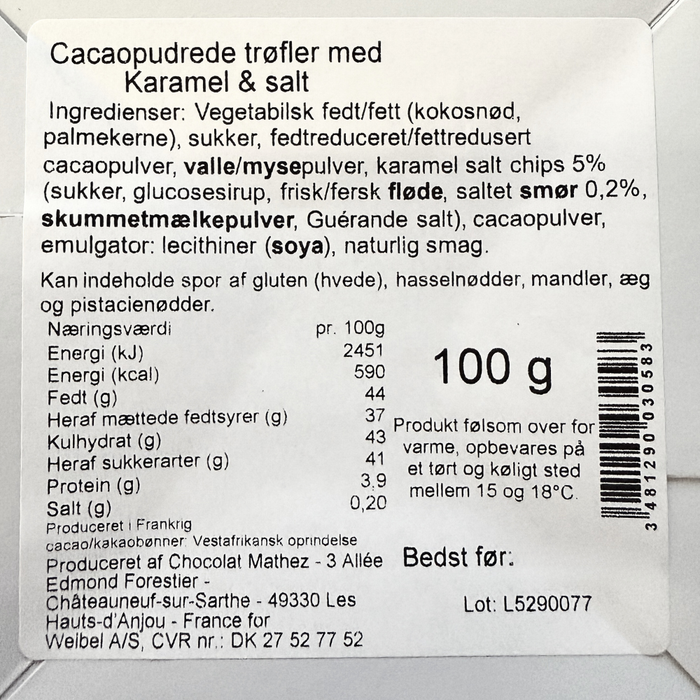 Cacaopudrede trøfler med
Karamel & salt
Ingredienser: Vegetabilsk fedt/fett (kokosnød,
palmekerne), sukker, fedtreduceret/fettredusert
cacaopulver, valle/mysepulver, karamel salt chips 5%
(sukker, glucosesirup, frisk/fersk fløde, saltet smør 0,2%,
skummetmælkepulver, Guérande salt), cacaopulver,
emulgator: lecithiner (soya), naturlig smag.
Kan indeholde spor af gluten (hvede), hasselnødder, mandler, æg
og pistacienødder.
Næringsværdi pr. 100g
Energi (kJ) 2451
Energi (kcal) 590
Fedt (g) 44
Heraf mættede fedtsyrer (g) 37
Kulhydrat (g) 43
Heraf sukkerarter (g) 41
Protein (g) 3,9
Salt (g) 0,20
Produceret i Frankrig
cacao/kakaobønner: Vestafrikansk oprindelse
Produceret af Chocolat Mathez - 3 Allée
Edmond Forestier -
Châteauneuf-sur-Sarthe - 49330 Les
Hauts-d'Anjou - France for
Weibel A/S, CVR nr.: DK 27 52 77 52
100 g
Produkt følsom over for
varme, opbevares på
et tørt og køligt sted
mellem 15 og 18°C.
Bedst før:
Lot: L5290077
3 481290 030583